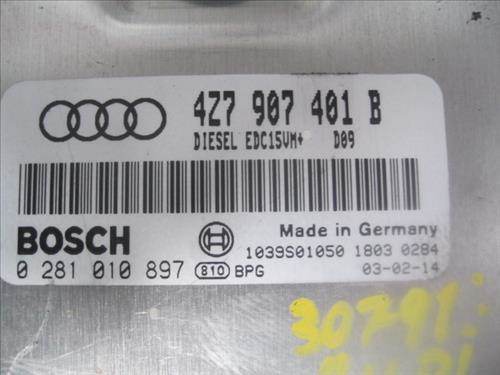 4Z7 907 401 B
DIESEL EDC15VM+ D09
BOSCH
Made in Germany
0 281 010 897
1039S01050 1803 0284
810 BPG
03-02-14
30791